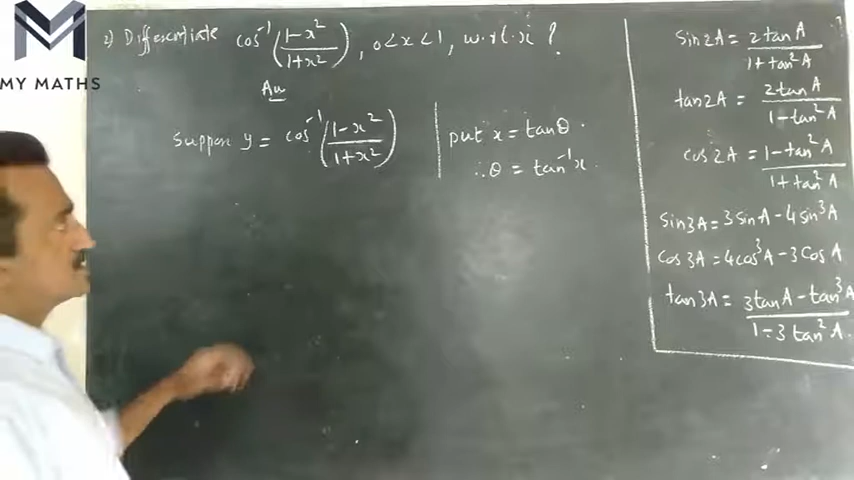 MY MATHS
2) Differentiate cos⁻¹((1-x²)/(1+x²)), 0<x<1, w.r.t. x ?
An
Suppose y = cos⁻¹((1-x²)/(1+x²))
put x = tanθ.
∴ θ = tan⁻¹x.
sin2A = 2tanA/(1+tan²A)
tan2A = 2tanA/(1-tan²A)
cos2A = (1-tan²A)/(1+tan²A)
sin3A = 3sinA - 4sin³A
cos3A = 4cos³A - 3cosA
tan3A = (3tanA - tan³A)/(1-3tan²A)